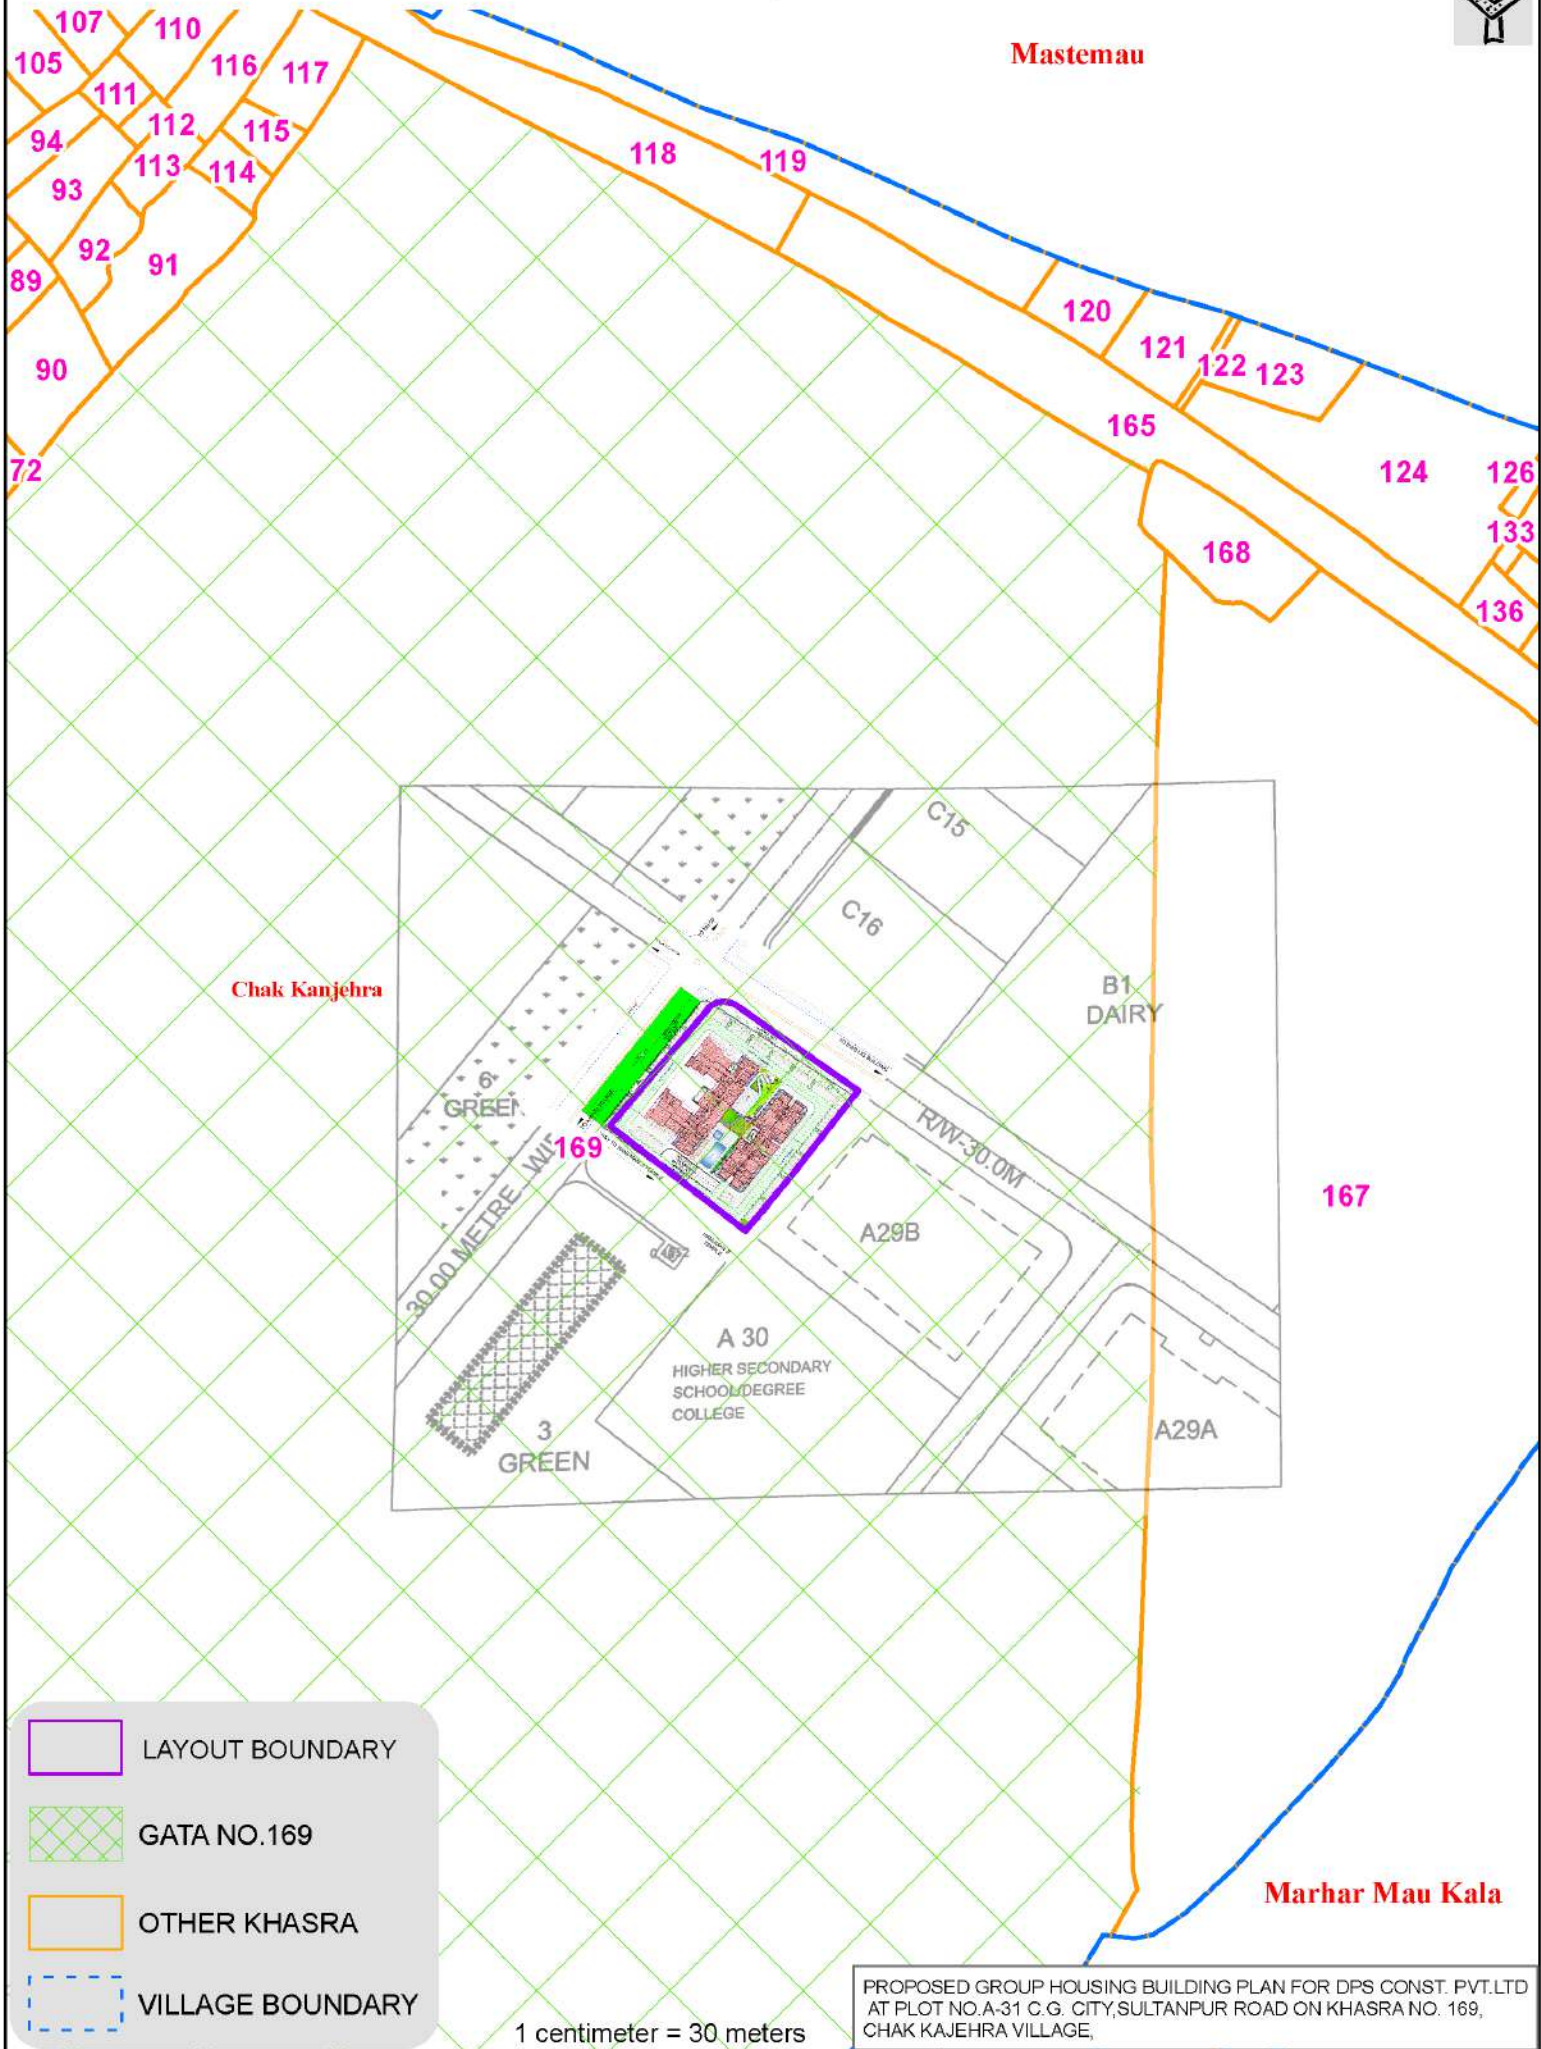 Mastemau
107
110
105
116
117
111
94
112
115
113
114
93
118
119
92
91
89
90
72
120
121
122
123
165
124
126
133
168
136
C15
C16
Chak Kanjehra
B1
DAIRY
6
GREEN
169
30.00 METRE WI
R/W-30.0M
167
A29B
A 30
HIGHER SECONDARY
SCHOOL/DEGREE
COLLEGE
3
GREEN
A29A
LAYOUT BOUNDARY
GATA NO.169
OTHER KHASRA
VILLAGE BOUNDARY
Marhar Mau Kala
1 centimeter = 30 meters
PROPOSED GROUP HOUSING BUILDING PLAN FOR DPS CONST. PVT.LTD
AT PLOT NO.A-31 C.G. CITY,SULTANPUR ROAD ON KHASRA NO. 169,
CHAK KAJEHRA VILLAGE,